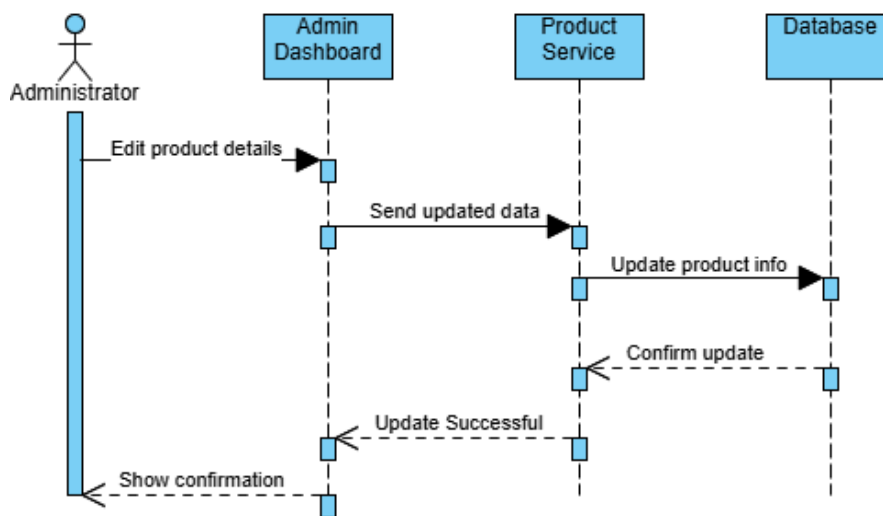 Admin
Dashboard
Product
Service
Database
Administrator
Edit product details
Send updated data
Update product info
Confirm update
Update Successful
Show confirmation